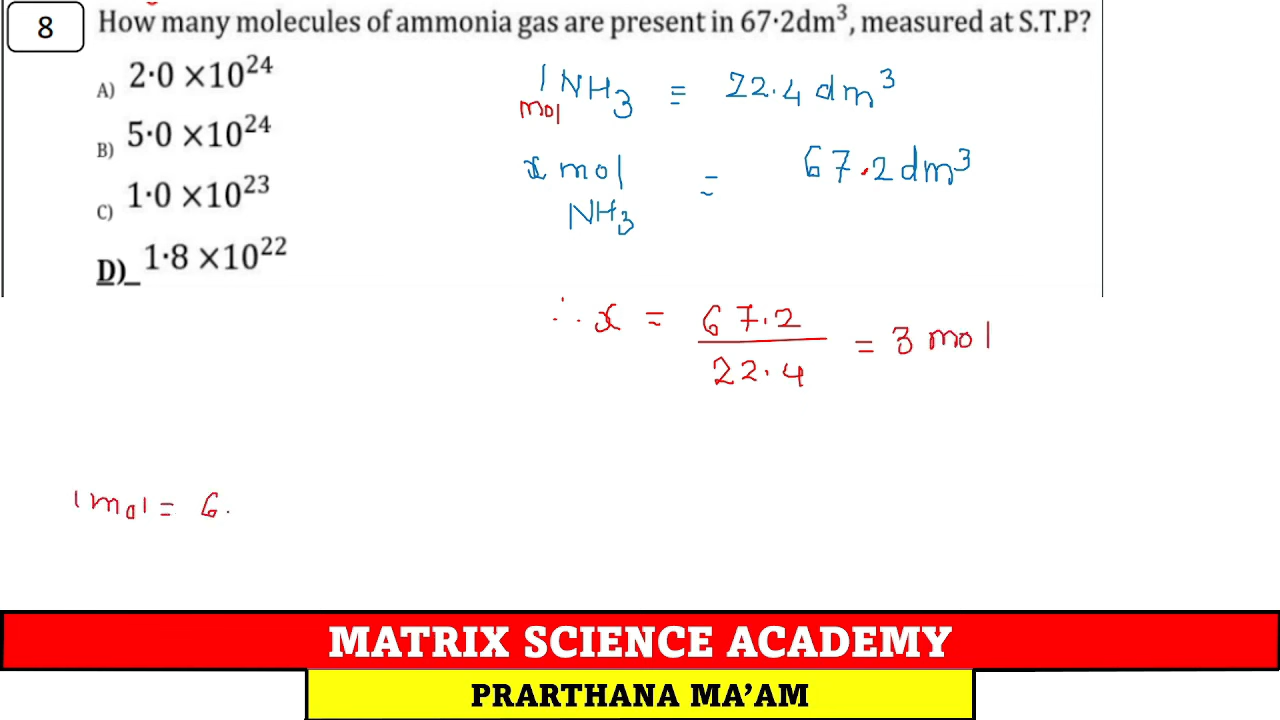 8 How many molecules of ammonia gas are present in 67·2dm³, measured at S.T.P?
A) 2·0 ×10²⁴
B) 5·0 ×10²⁴
C) 1·0 ×10²³
D) 1·8 ×10²²
1 NH₃ = 22.4 dm³
mol
x mol = 67.2 dm³
NH₃
∴ x = 67.2 / 22.4 = 3 mol
1 mol = 6.
MATRIX SCIENCE ACADEMY
PRARTHANA MA’AM